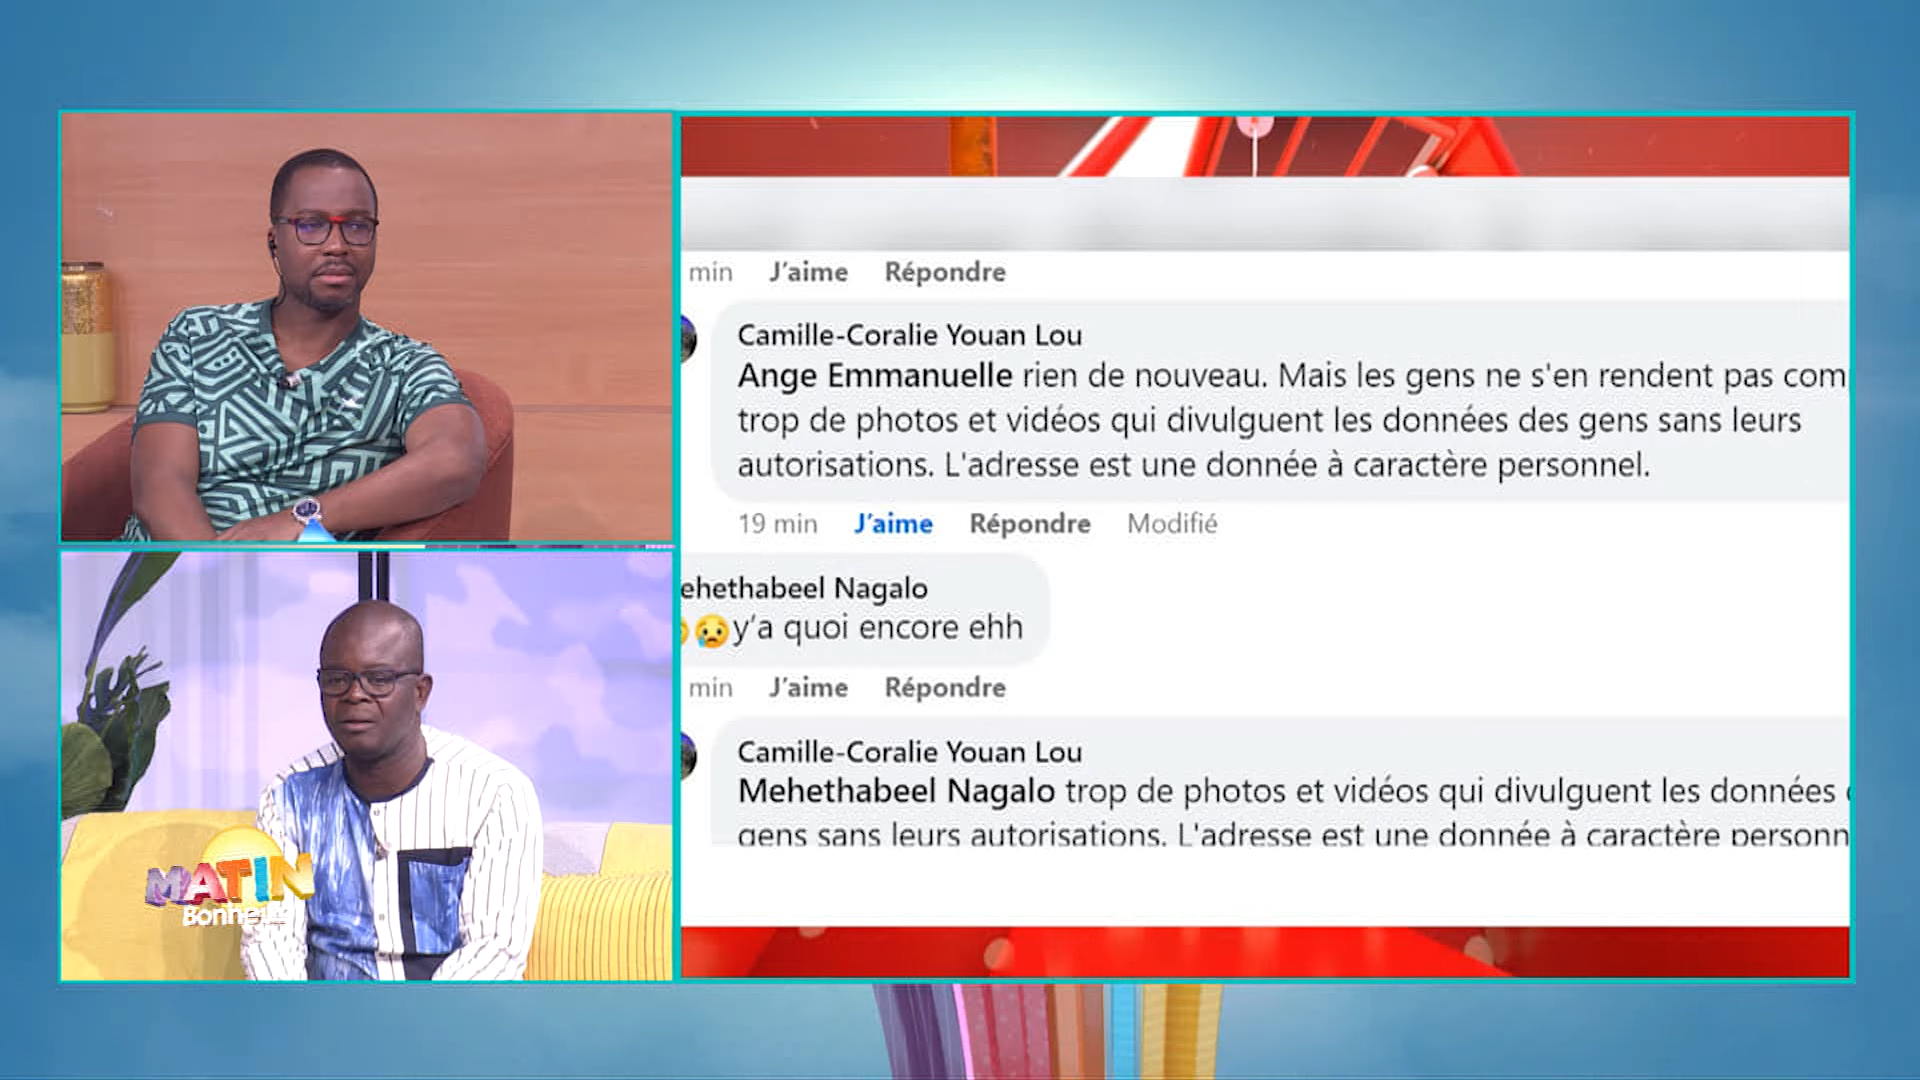 min J'aime Répondre
Camille-Coralie Youan Lou
Ange Emmanuelle rien de nouveau. Mais les gens ne s'en rendent pas com
trop de photos et vidéos qui divulguent les données des gens sans leurs
autorisations. L'adresse est une donnée à caractère personnel.
19 min J'aime Répondre Modifié
ehethabeel Nagalo
😢y'a quoi encore ehh
min J'aime Répondre
Camille-Coralie Youan Lou
Mehethabeel Nagalo trop de photos et vidéos qui divulguent les données
gens sans leurs autorisations. L'adresse est une donnée à caractère personn
MATIN
Bonheur